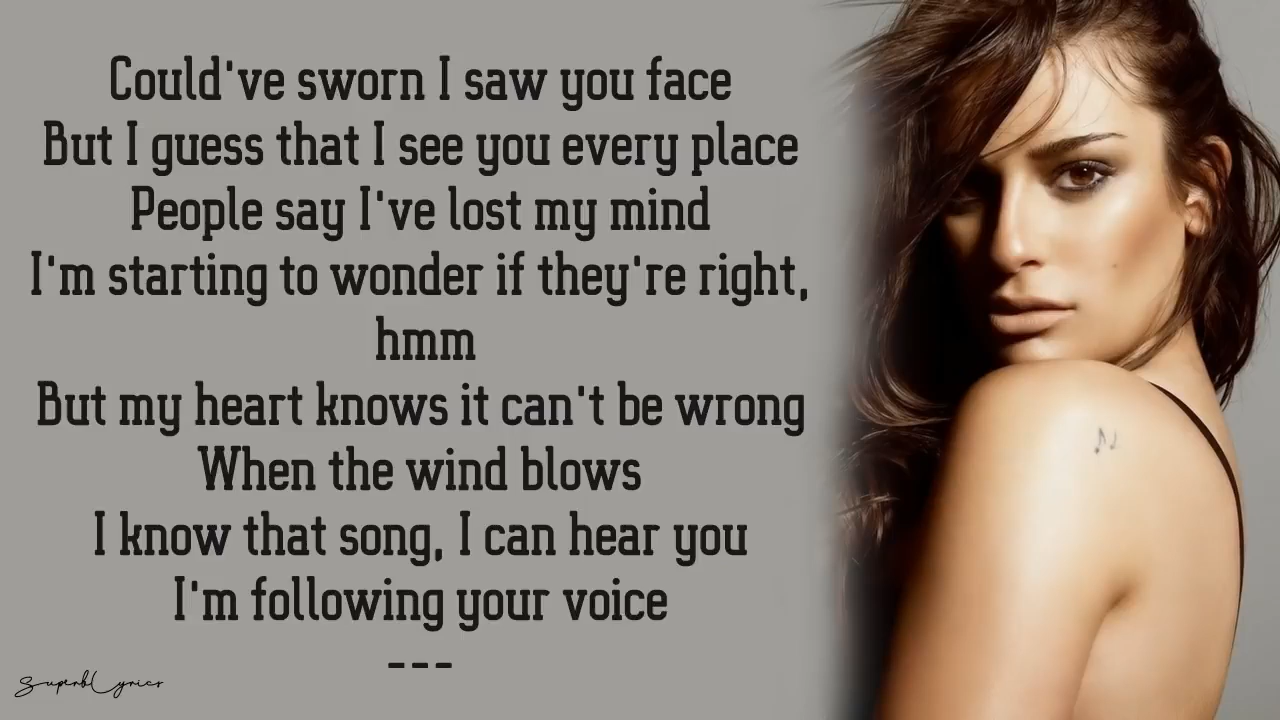 Could've sworn I saw you face
But I guess that I see you every place
People say I've lost my mind
I'm starting to wonder if they're right,
hmm
But my heart knows it can't be wrong
When the wind blows
I know that song, I can hear you
I'm following your voice
---
SuperbLyrics